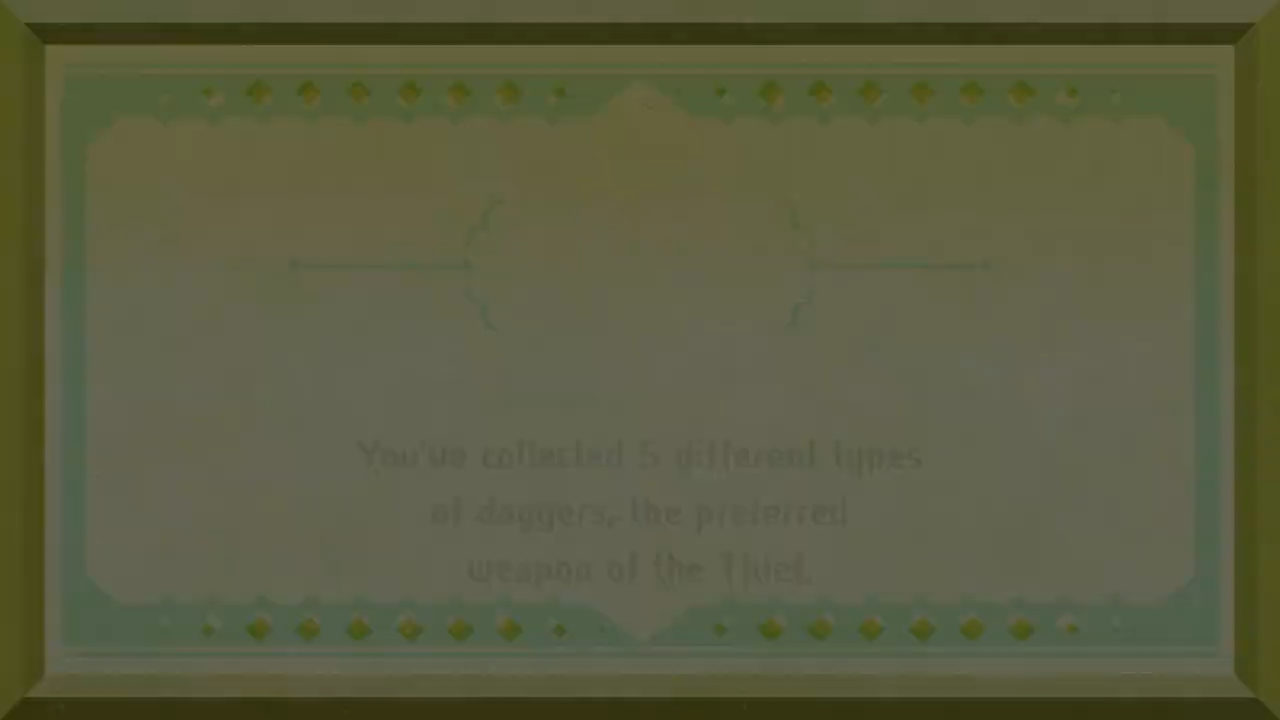 You've collected 5 different types
of daggers, the preferred
weapon of the Thief.